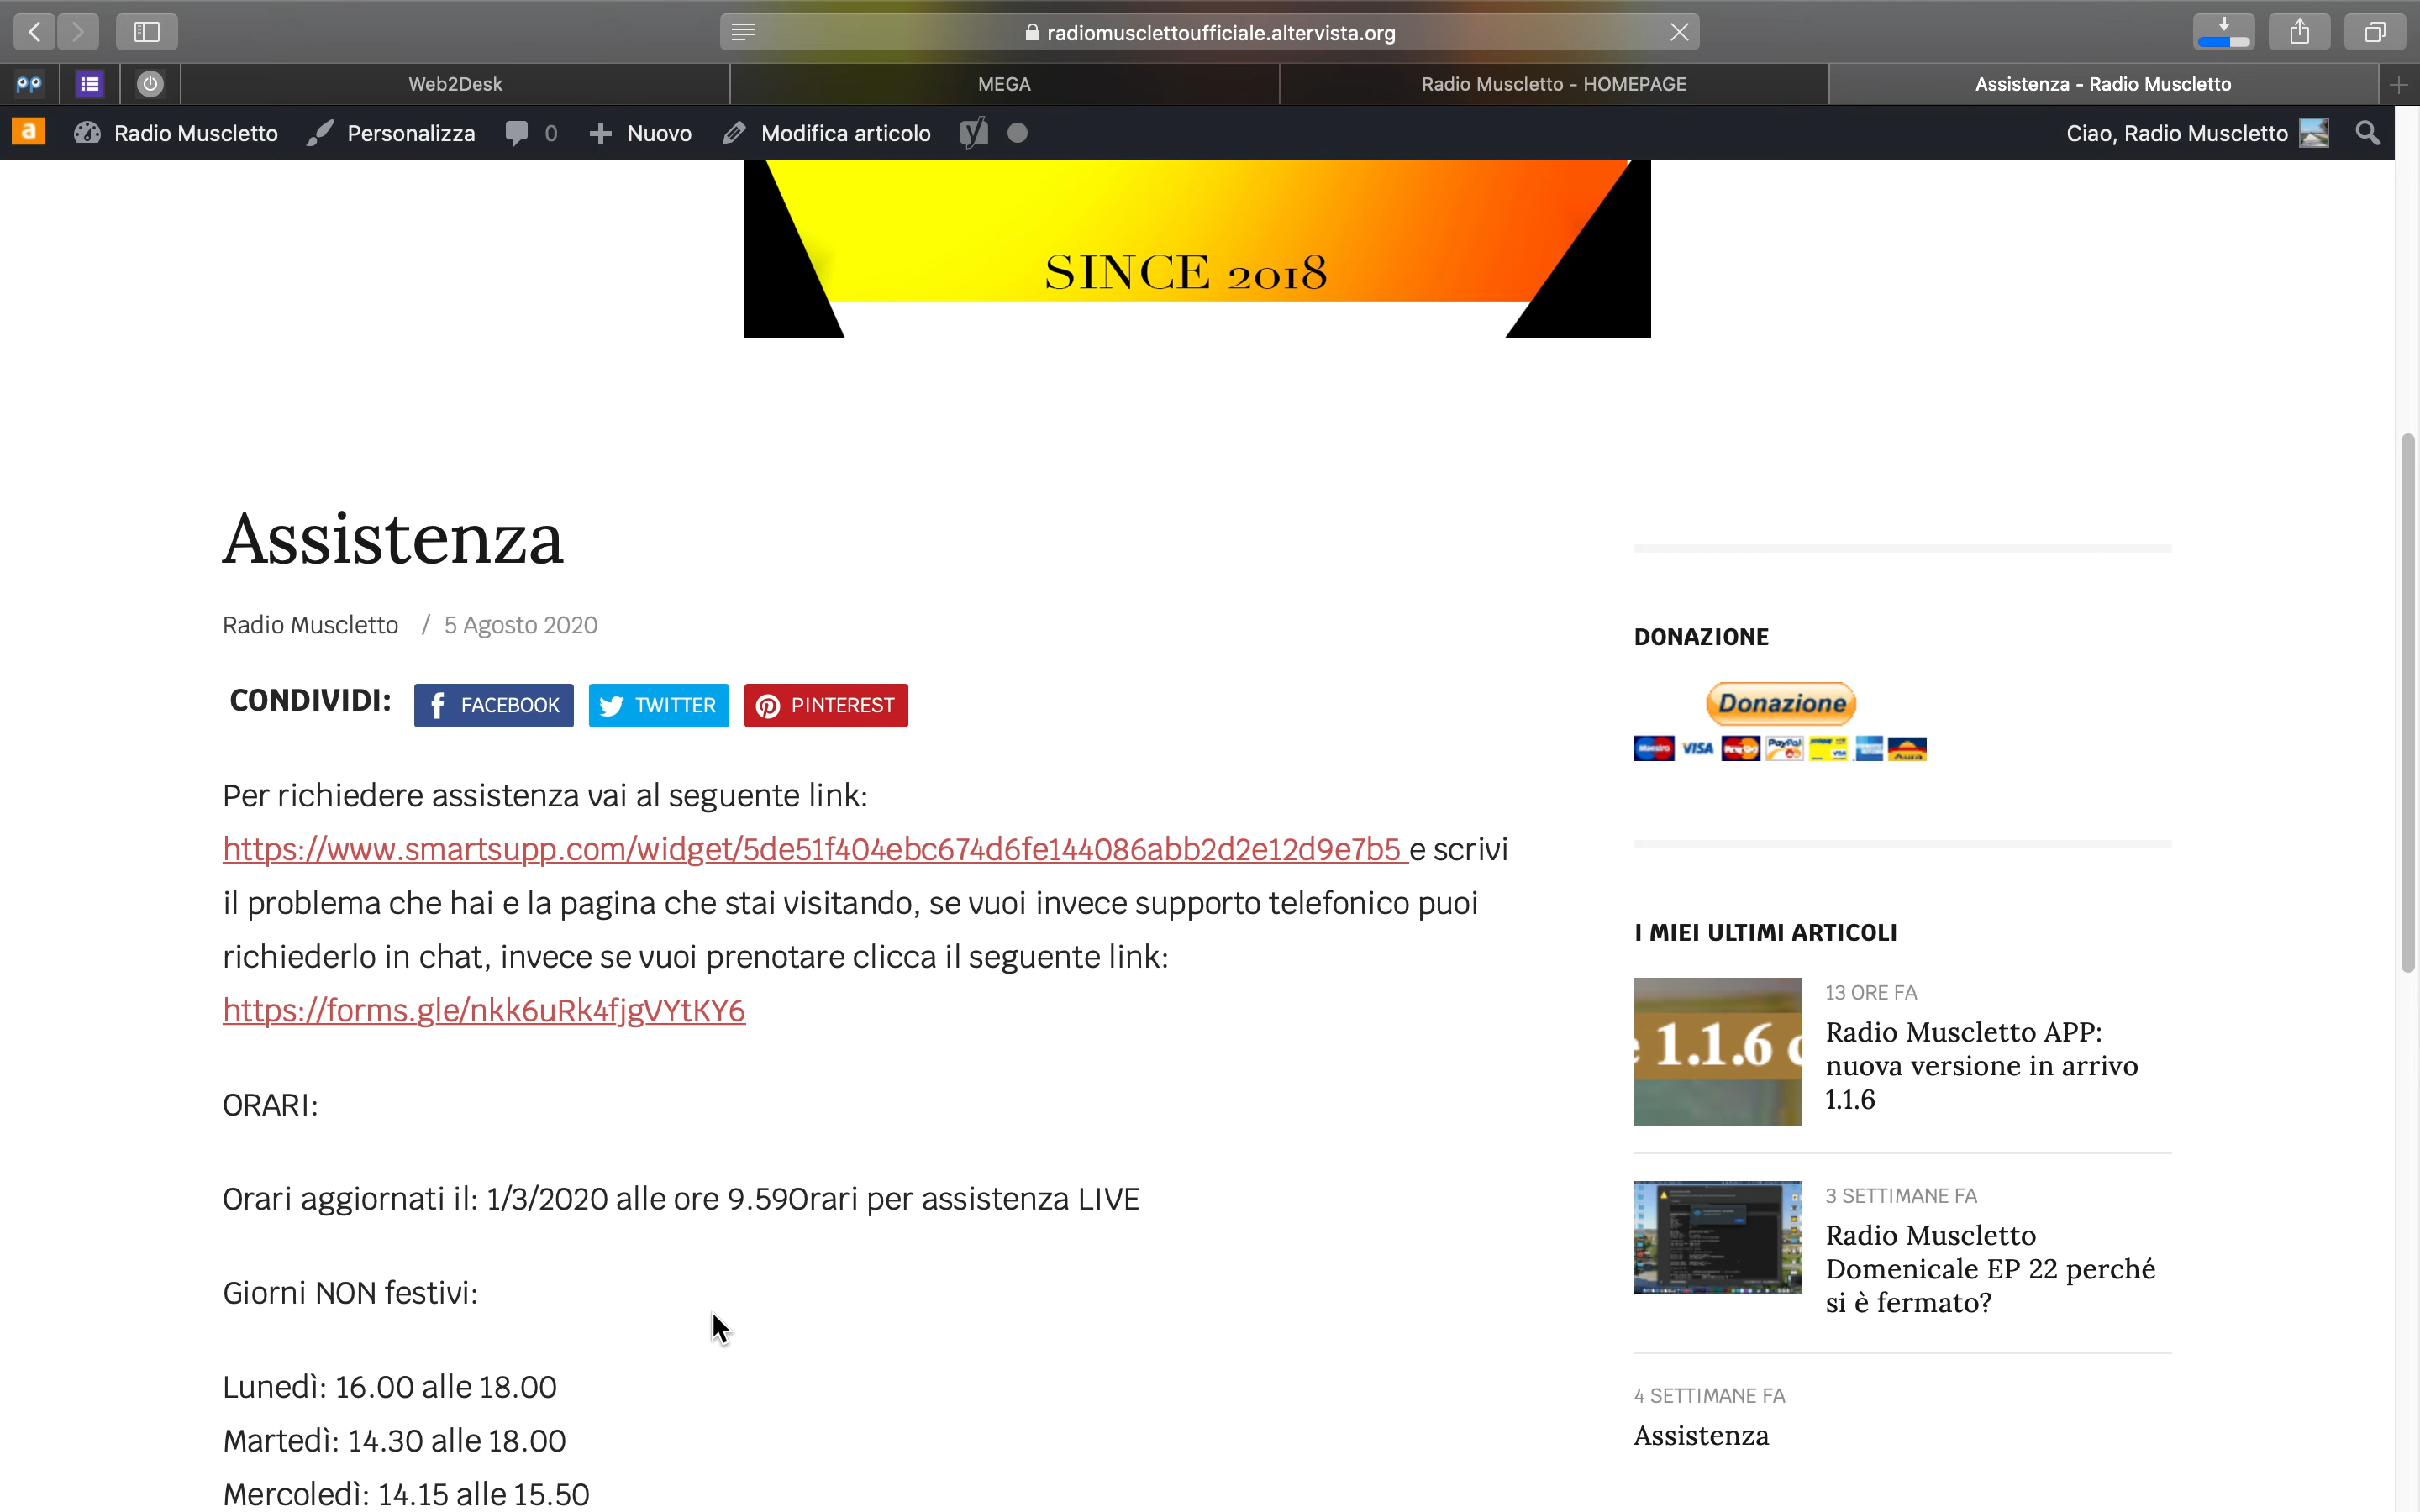 radiomusclettoufficiale.altervista.org
Web2Desk
MEGA
Radio Muscletto - HOMEPAGE
Assistenza - Radio Muscletto
a
Radio Muscletto
Personalizza
0
Nuovo
Modifica articolo
Ciao, Radio Muscletto
SINCE 2018
Assistenza
Radio Muscletto / 5 Agosto 2020
CONDIVIDI:
FACEBOOK
TWITTER
PINTEREST
Per richiedere assistenza vai al seguente link:
https://www.smartsupp.com/widget/5de51f404ebc674d6fe144086abb2d2e12d9e7b5 e scrivi
il problema che hai e la pagina che stai visitando, se vuoi invece supporto telefonico puoi
richiederlo in chat, invece se vuoi prenotare clicca il seguente link:
https://forms.gle/nkk6uRk4fjgVYtKY6
ORARI:
Orari aggiornati il: 1/3/2020 alle ore 9.59Orari per assistenza LIVE
Giorni NON festivi:
Lunedì: 16.00 alle 18.00
Martedì: 14.30 alle 18.00
Mercoledì: 14.15 alle 15.50
DONAZIONE
Donazione
Maestro
VISA
PayPal
I MIEI ULTIMI ARTICOLI
1.1.6
13 ORE FA
Radio Muscletto APP:
nuova versione in arrivo
1.1.6
3 SETTIMANE FA
Radio Muscletto
Domenicale EP 22 perché
si è fermato?
4 SETTIMANE FA
Assistenza